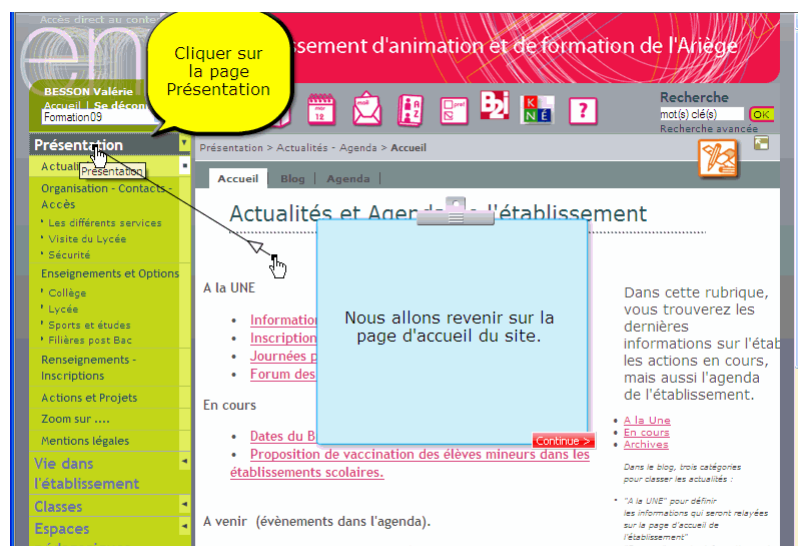 Accès direct au conte
en
ssement d'animation et de formation de l'Ariège
Cliquer sur
la page
Présentation
BESSON Valérie
Accueil | Se décon
Formation09
mail
Recherche
mot(s) clé(s) OK
Recherche avancée
B2i
K
N É
?
A
Z
Présentation
Présentation > Actualités - Agenda > Accueil
Actuali
Présentation
Organisation - Contacts -
Accès
Les différents services
Visite du Lycée
Sécurité
Enseignements et Options
Collège
Lycée
Sports et études
Filières post Bac
Renseignements -
Inscriptions
Actions et Projets
Zoom sur ....
Mentions légales
Vie dans
l'établissement
Classes
Espaces
Accueil | Blog | Agenda |
Actualités et Agenda de l'établissement
A la UNE
• Information
• Inscription
• Journées p
• Forum des
En cours
• Dates du B
• Proposition de vaccination des élèves mineurs dans les
établissements scolaires.
A venir (évènements dans l'agenda).
Nous allons revenir sur la
page d'accueil du site.
Continue >
Dans cette rubrique,
vous trouverez les
dernières
informations sur l'étab
les actions en cours,
mais aussi l'agenda
de l'établissement.
• A la Une
• En cours
• Archives
Dans le blog, trois catégories
pour classer les actualités :
• "A la UNE" pour définir
les informations qui seront relayées
sur la page d'accueil de
l'établissement"